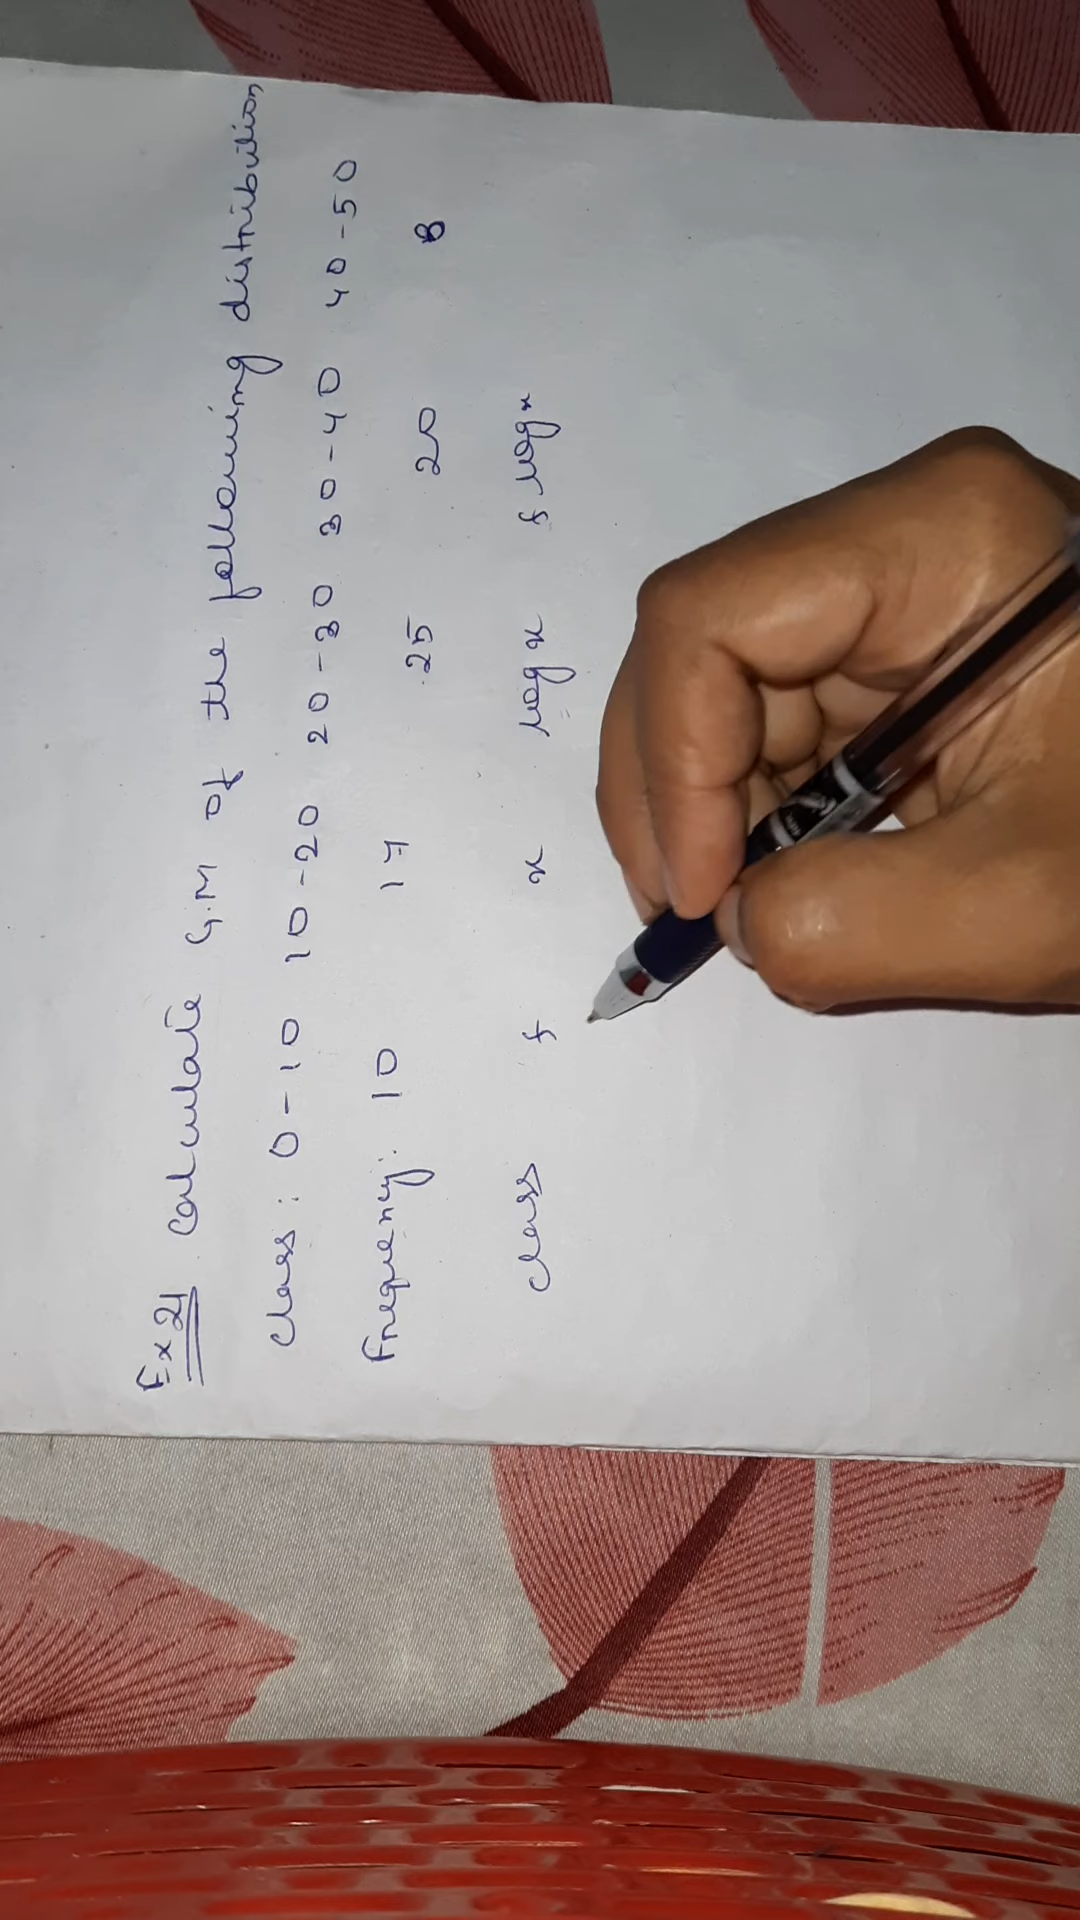 Ex 21 Calculate G.M of the following distribution
Class : 0-10 10-20 20-30 30-40 40-50
Frequency: 10 17 25 20 8
Class f x log x f log x